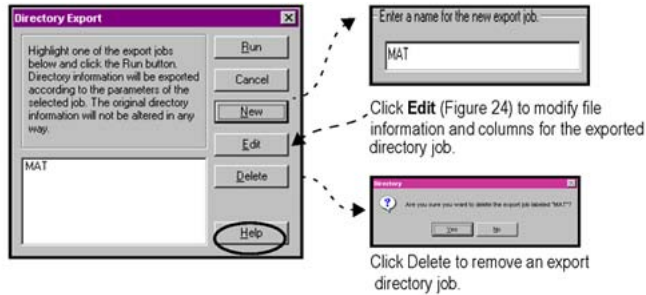 Directory Export
Highlight one of the export jobs
below and click the Run button.
Directory information will be exported
according to the parameters of the
selected job. The original directory
information will not be altered in any
way.
MAT
Run
Cancel
New
Edit
Delete
Help
Enter a name for the new export job.
MAT
Click Edit (Figure 24) to modify file
information and columns for the exported
directory job.
Directory
Are you sure you want to delete the export job labeled "MAT"?
Yes
No
Click Delete to remove an export
directory job.